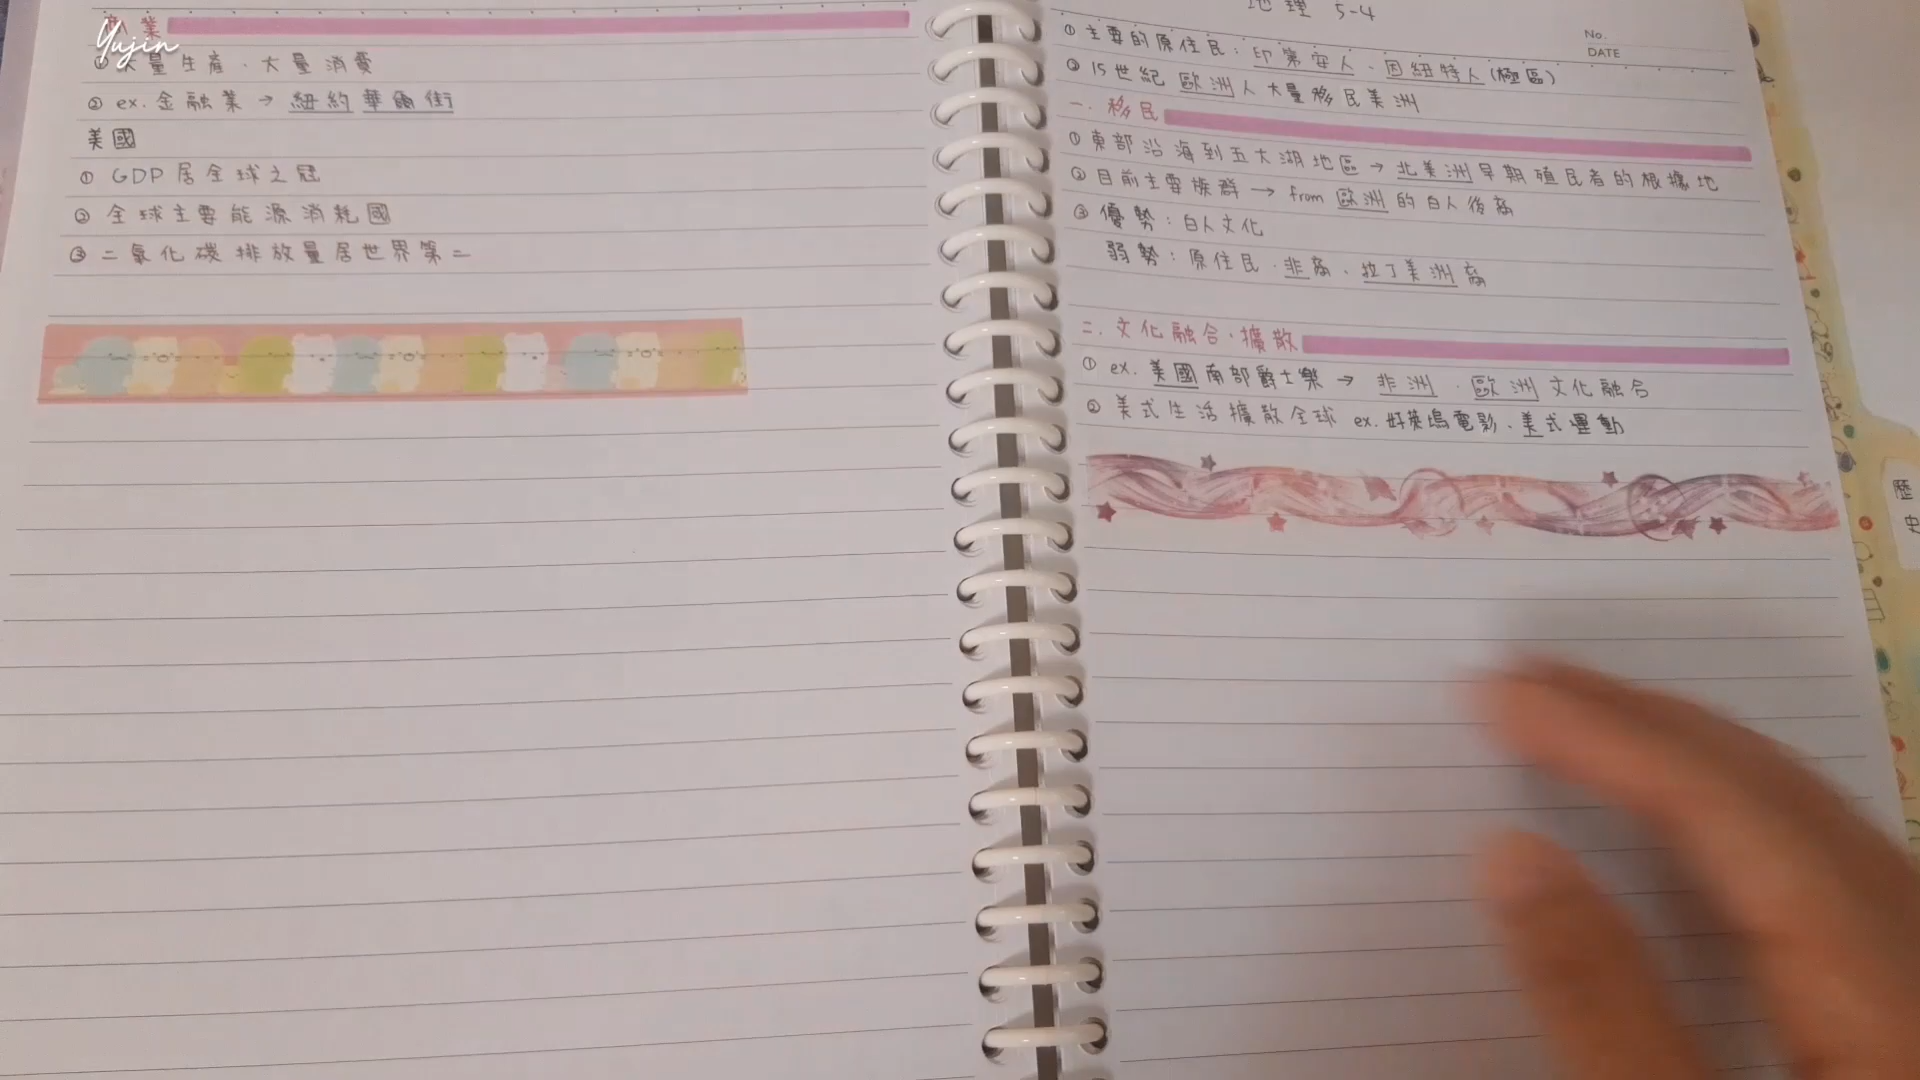 Yujin
產業
① 大量生產、大量消費
② ex. 金融業 → 紐約華爾街
美國
① GDP 居全球之冠
② 全球主要能源消耗國
③ 二氧化碳排放量居世界第二
地理 5-4
No.
DATE
① 主要的原住民：印第安人、因紐特人(極區)
② 15世紀 歐洲人大量移民美洲
一. 移民
① 東部沿海到五大湖地區 → 北美洲早期殖民者的根據地
② 目前主要族群 → from 歐洲的白人後裔
③ 優勢：白人文化
弱勢：原住民、非裔、拉丁美洲裔
二. 文化融合、擴散
① ex. 美國南部爵士樂 → 非洲、歐洲文化融合
② 美式生活擴散全球 ex. 好萊塢電影、美式運動
歷史